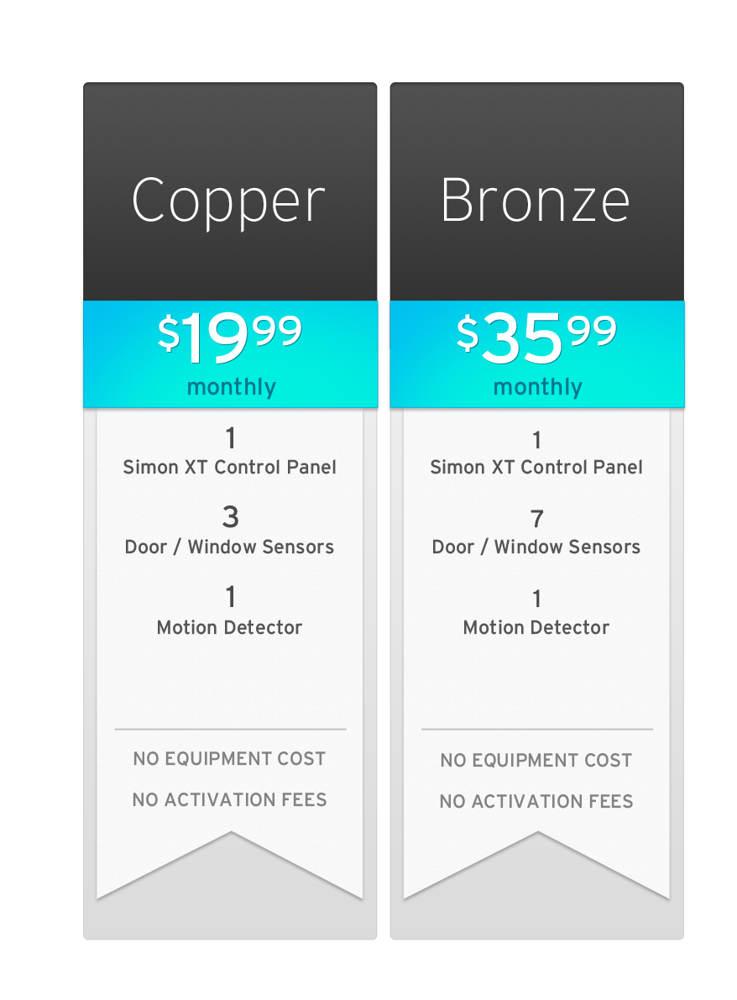 Copper
$19 99
monthly
1
Simon XT Control Panel
3
Door / Window Sensors
1
Motion Detector
NO EQUIPMENT COST
NO ACTIVATION FEES
Bronze
$35 99
monthly
1
Simon XT Control Panel
7
Door / Window Sensors
1
Motion Detector
NO EQUIPMENT COST
NO ACTIVATION FEES